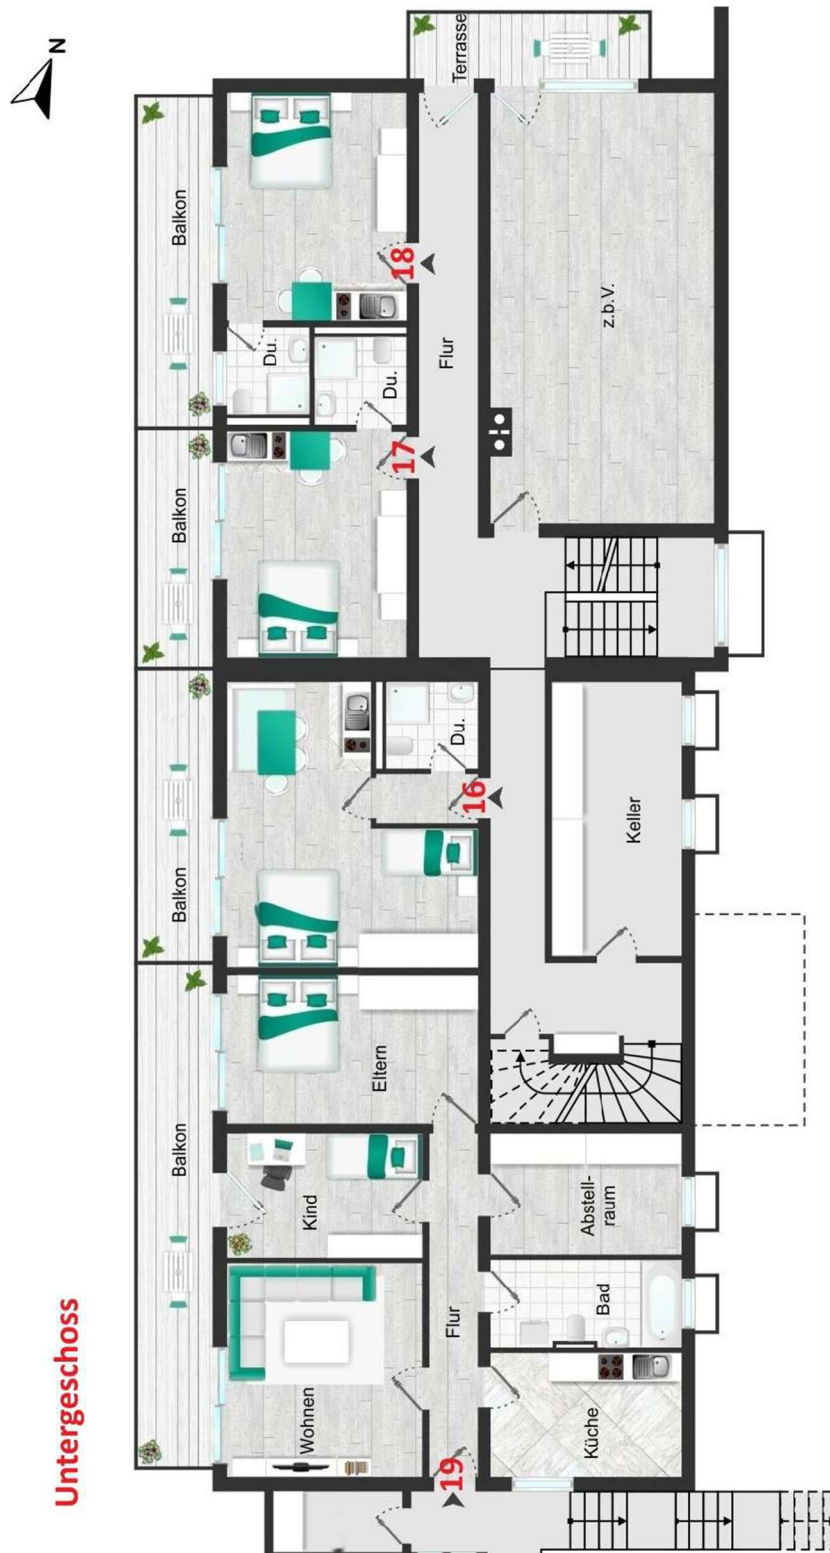 Untergeschoss
N
Balkon
Balkon
Balkon
Balkon
Wohnen
Kind
Eltern
Du.
Du.
Du.
16
17
18
19
Flur
Flur
Terrasse
Küche
Bad
Abstell-
raum
Keller
z.b.V.